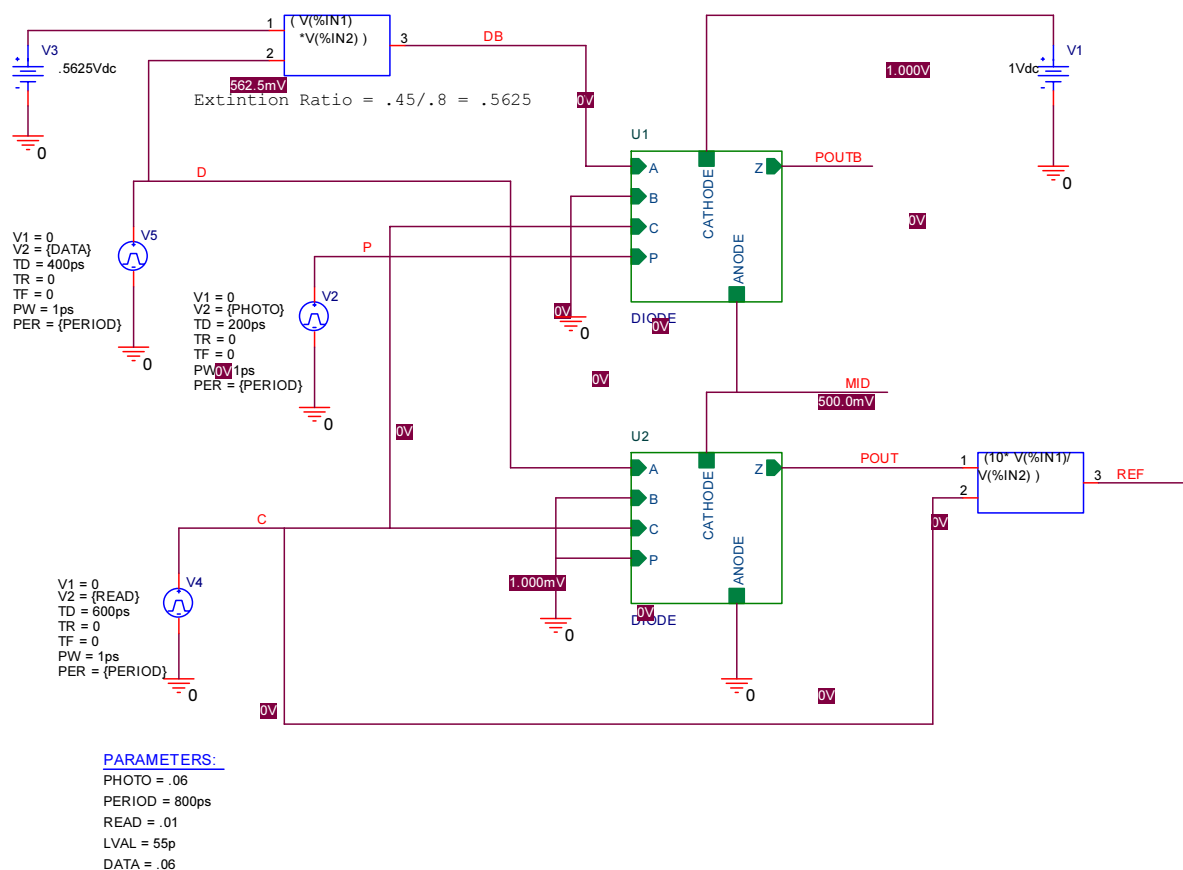 1
( V(%IN1)
*V(%IN2) )
3
DB
2
V3
.5625Vdc
562.5mV
Extintion Ratio = .45/.8 = .5625
0V
0
1.000V
V1
1Vdc
0
U1
A
B
C
P
CATHODE
ANODE
Z
POUTB
0V
DIODE
0V
D
V5
V1 = 0
V2 = {DATA}
TD = 400ps
TR = 0
TF = 0
PW = 1ps
PER = {PERIOD}
0
P
V2
V1 = 0
V2 = {PHOTO}
TD = 200ps
TR = 0
TF = 0
PW 1ps
0V
PER = {PERIOD}
0
0V
0
0V
MID
500.0mV
0V
U2
A
B
C
P
CATHODE
ANODE
Z
POUT
1
(10* V(%IN1)/
V(%IN2) )
3
REF
2
0V
DIODE
0V
C
V4
V1 = 0
V2 = {READ}
TD = 600ps
TR = 0
TF = 0
PW = 1ps
PER = {PERIOD}
0
1.000mV
0
0
0V
0V
PARAMETERS:
PHOTO = .06
PERIOD = 800ps
READ = .01
LVAL = 55p
DATA = .06